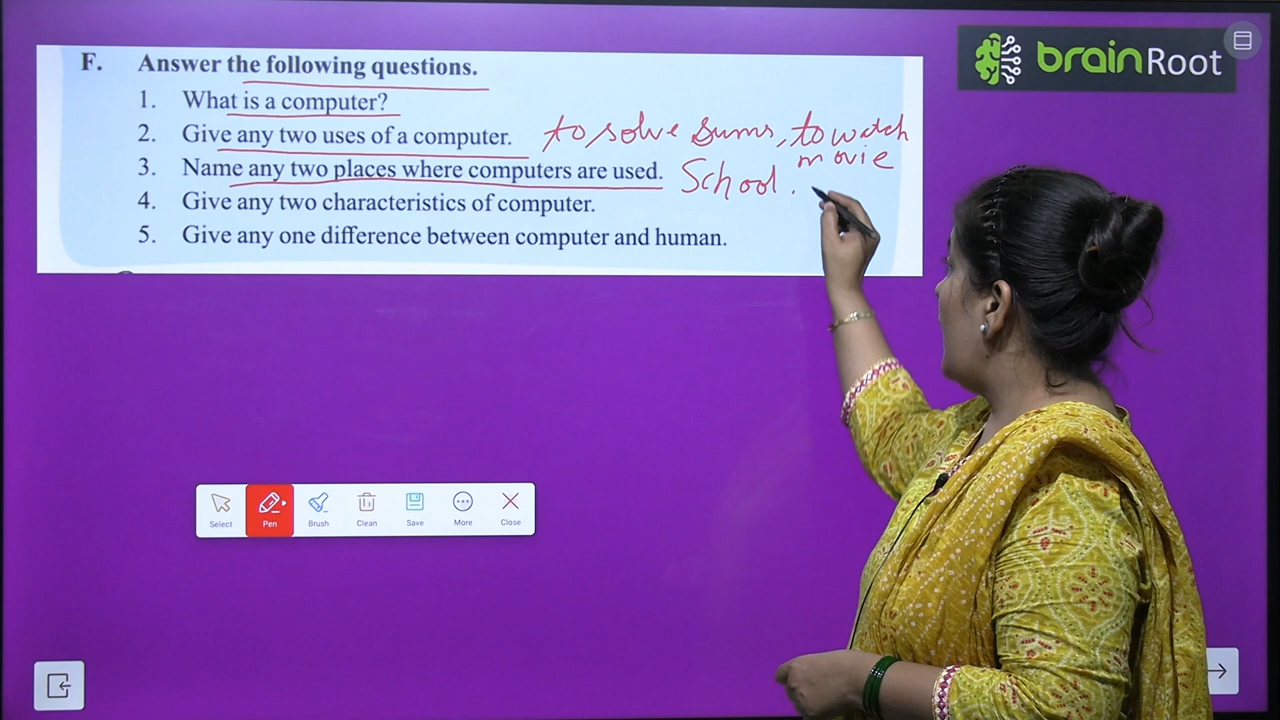 brainRoot
F. Answer the following questions.
1. What is a computer?
2. Give any two uses of a computer. to solve sums, to watch movie
3. Name any two places where computers are used. School.
4. Give any two characteristics of computer.
5. Give any one difference between computer and human.
Select Pen Brush Clean Save More Close